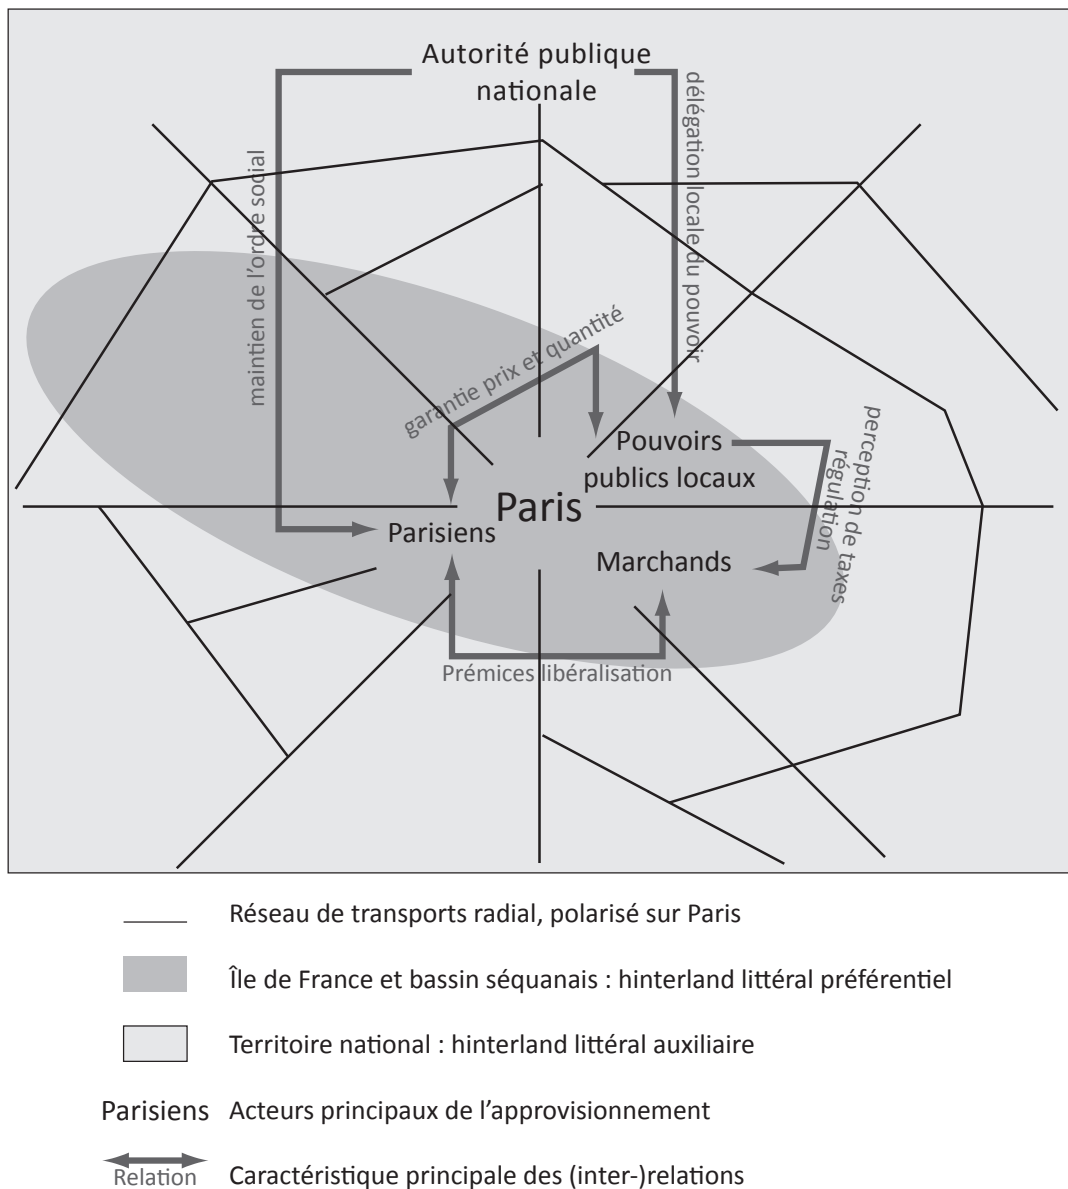 Autorité publique
nationale
maintien de l'ordre social
délégation locale du pouvoir
garantie prix et quantité
Pouvoirs
publics locaux
Paris
Parisiens
Marchands
perception de taxes
régulation
Prémices libéralisation
Réseau de transports radial, polarisé sur Paris
Île de France et bassin séquanais : hinterland littéral préférentiel
Territoire national : hinterland littéral auxiliaire
Parisiens Acteurs principaux de l'approvisionnement
Relation Caractéristique principale des (inter-)relations